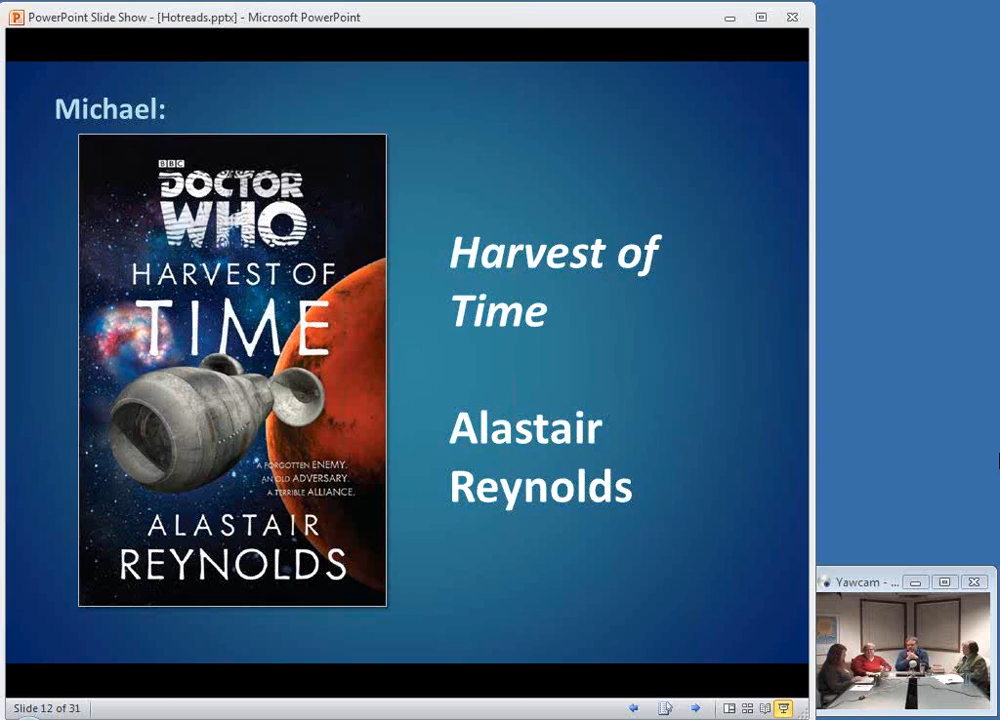 PowerPoint Slide Show - [Hotreads.pptx] - Microsoft PowerPoint
Michael:
BBC
DOCTOR
WHO
HARVEST OF
TIME
A FORGOTTEN ENEMY.
AN OLD ADVERSARY.
A TERRIBLE ALLIANCE.
ALASTAIR
REYNOLDS
Harvest of
Time
Alastair
Reynolds
Yawcam - ...
Slide 12 of 31